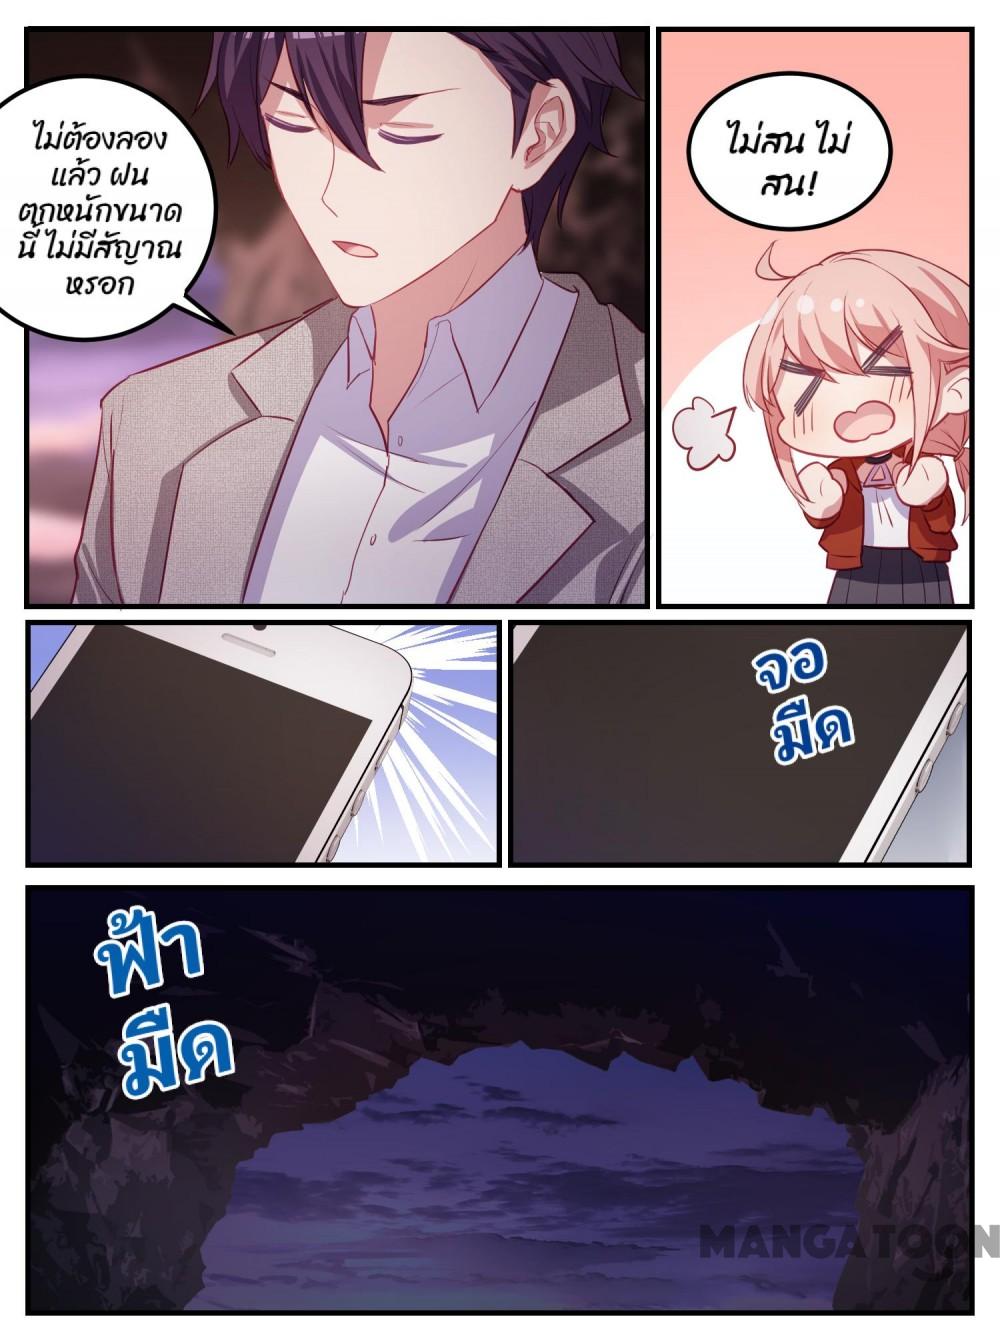 ไม่ต้องลอง
แล้ว ฝน
ตกหนักขนาด
นี้ ไม่มีสัญาณ
หรอก
ไม่สน ไม่
สน!
จอ
มืด
ฟ้า
มืด
MANGATOON